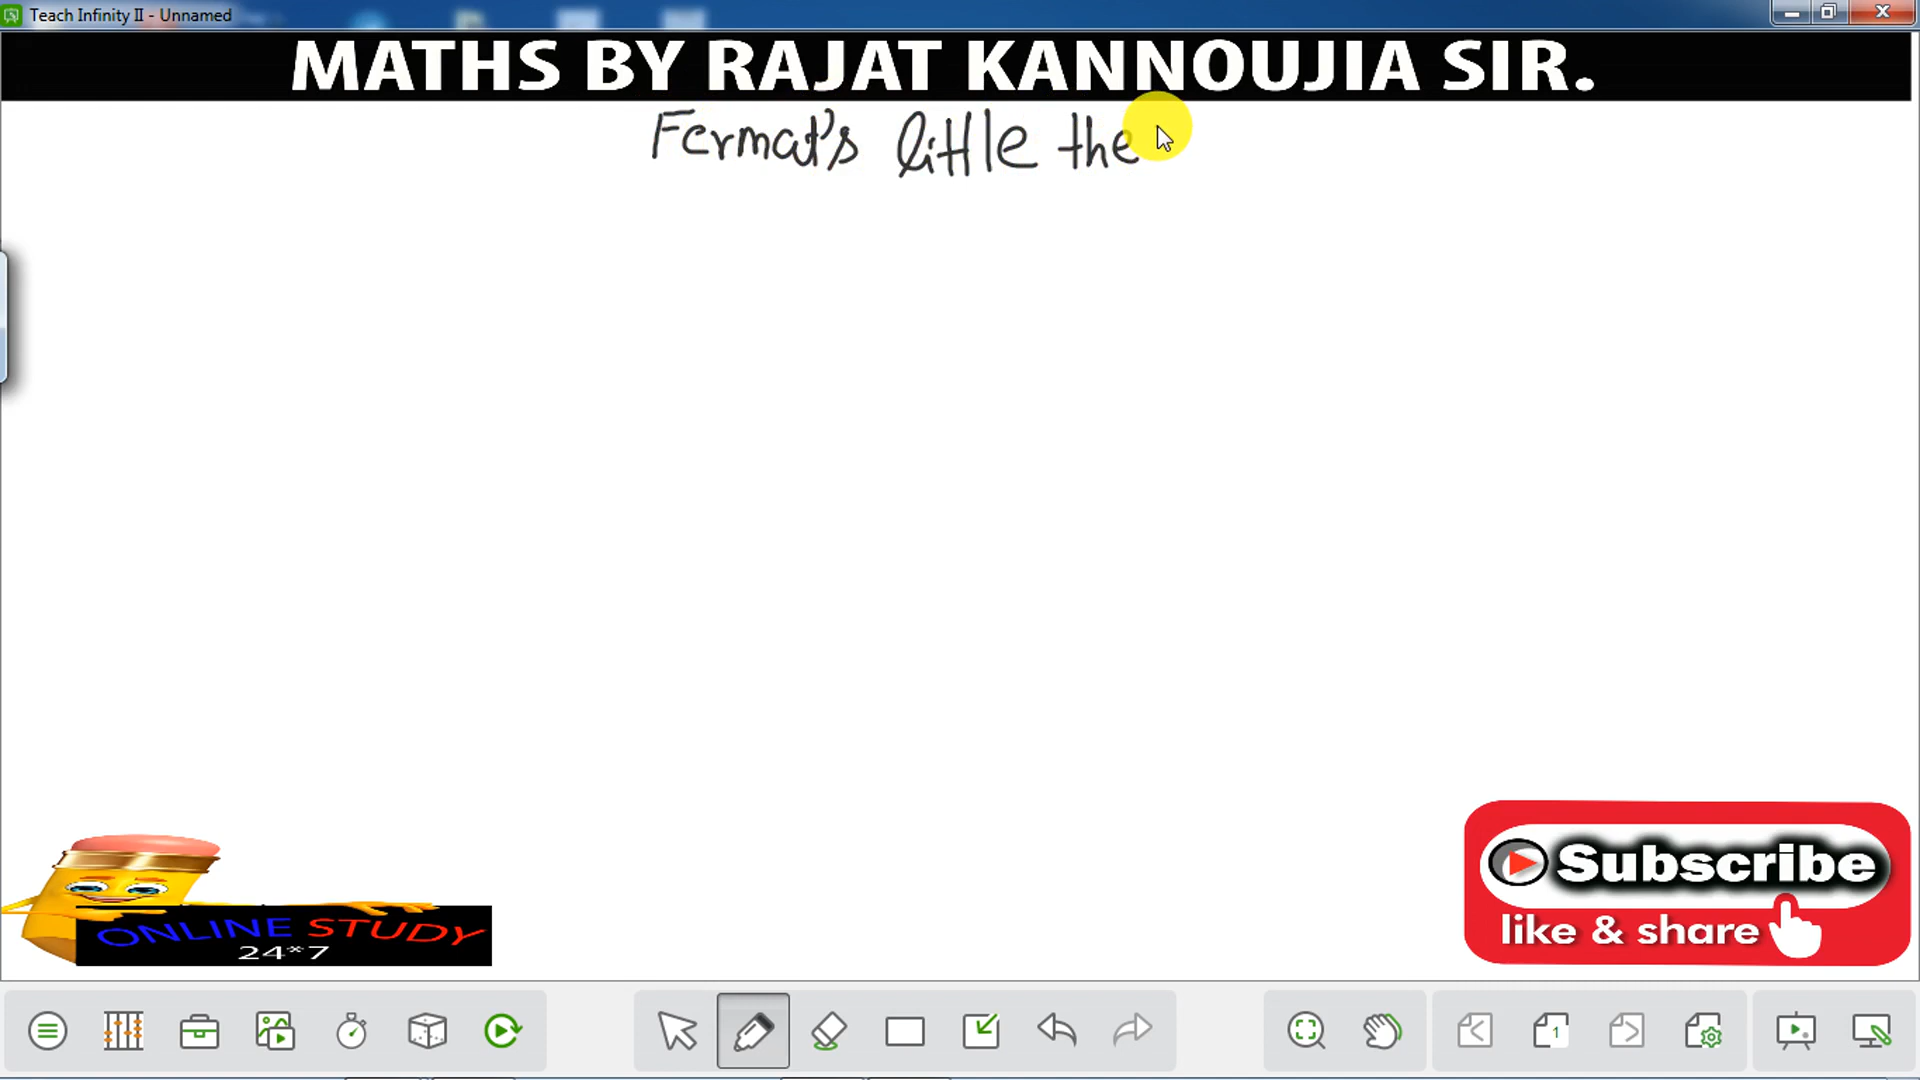 Teach Infinity II - Unnamed
MATHS BY RAJAT KANNOUJIA SIR.
Fermat's little the
ONLINE STUDY
24*7
Subscribe
like & share
1